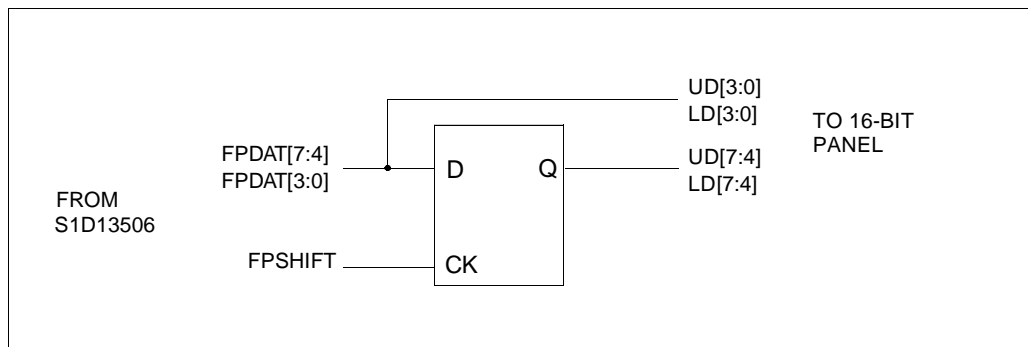 UD[3:0]
LD[3:0]
TO 16-BIT
PANEL
FPDAT[7:4]
FPDAT[3:0]
D
Q
UD[7:4]
LD[7:4]
FROM
S1D13506
FPSHIFT
CK